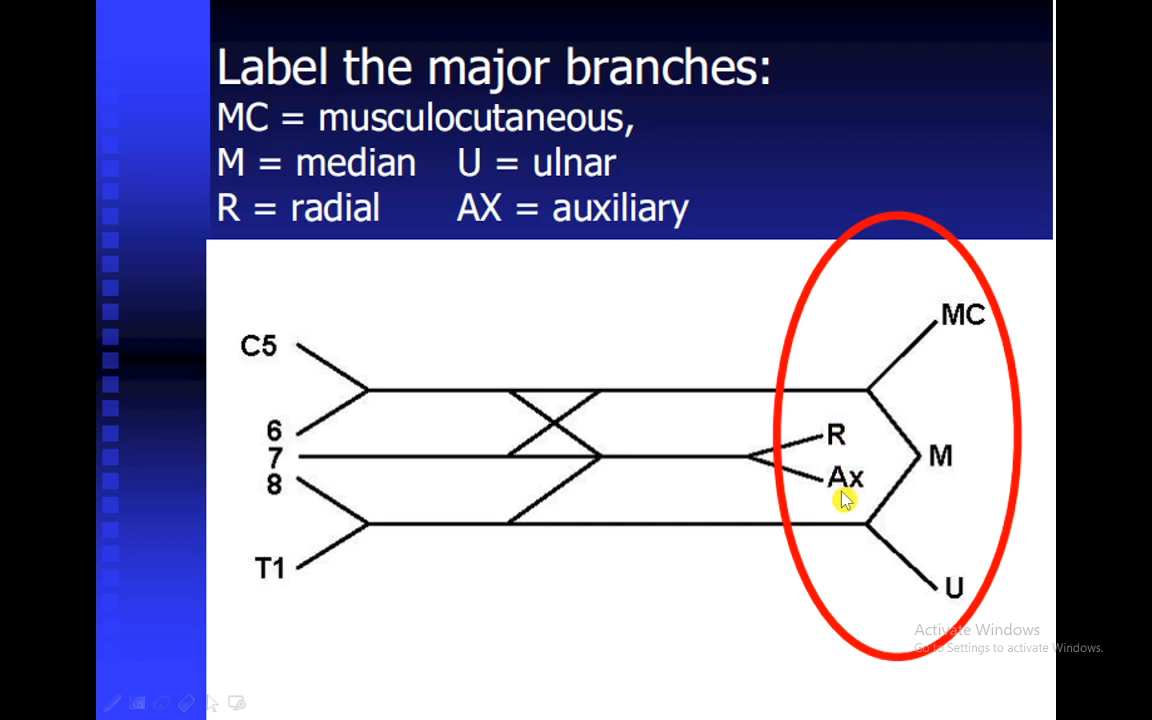 Label the major branches:
MC = musculocutaneous,
M = median U = ulnar
R = radial AX = auxiliary
MC
C5
R
6
7
M
8
Ax
T1
U
Activate Windows
Go to Settings to activate Windows.